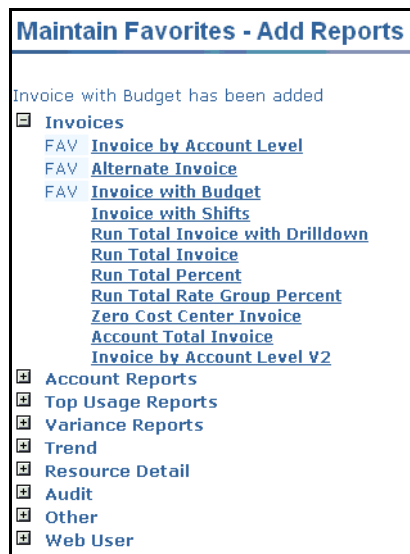 Maintain Favorites - Add Reports
Invoice with Budget has been added
Invoices
FAV Invoice by Account Level
FAV Alternate Invoice
FAV Invoice with Budget
Invoice with Shifts
Run Total Invoice with Drilldown
Run Total Invoice
Run Total Percent
Run Total Rate Group Percent
Zero Cost Center Invoice
Account Total Invoice
Invoice by Account Level V2
Account Reports
Top Usage Reports
Variance Reports
Trend
Resource Detail
Audit
Other
Web User